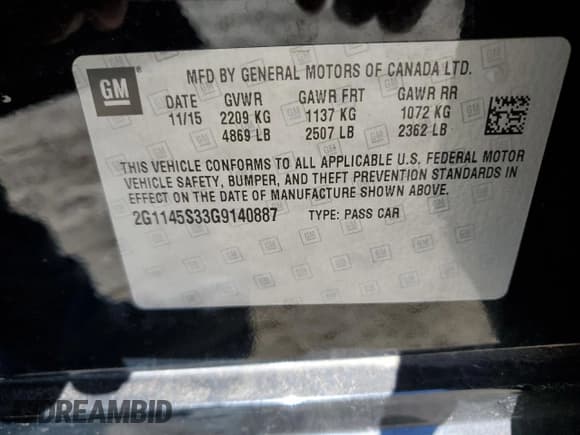 GM
MFD BY GENERAL MOTORS OF CANADA LTD.
DATE GVWR GAWR FRT GAWR RR
11/15 2209 KG 1137 KG 1072 KG
4869 LB 2507 LB 2362 LB
THIS VEHICLE CONFORMS TO ALL APPLICABLE U.S. FEDERAL MOTOR
VEHICLE SAFETY, BUMPER, AND THEFT PREVENTION STANDARDS IN
EFFECT ON THE DATE OF MANUFACTURE SHOWN ABOVE.
2G1145S33G9140887 TYPE: PASS CAR
DREAMBID